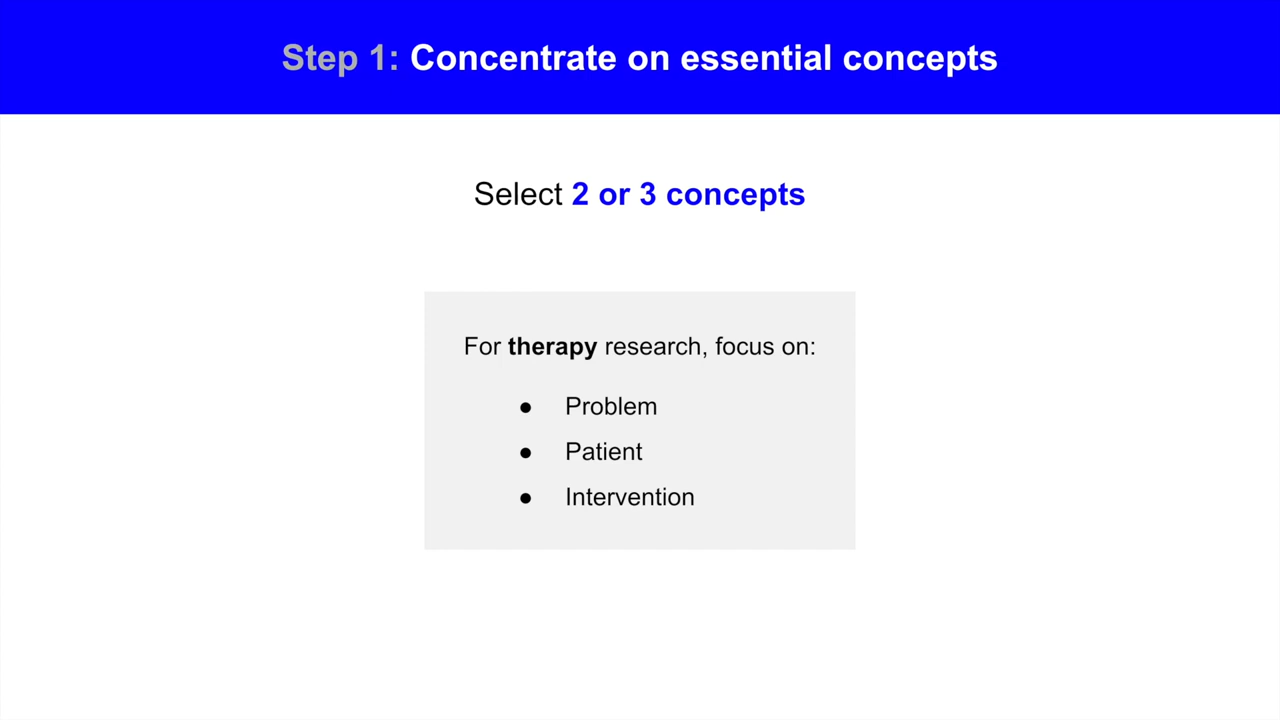 Step 1: Concentrate on essential concepts
Select 2 or 3 concepts
For therapy research, focus on:
● Problem
● Patient
● Intervention